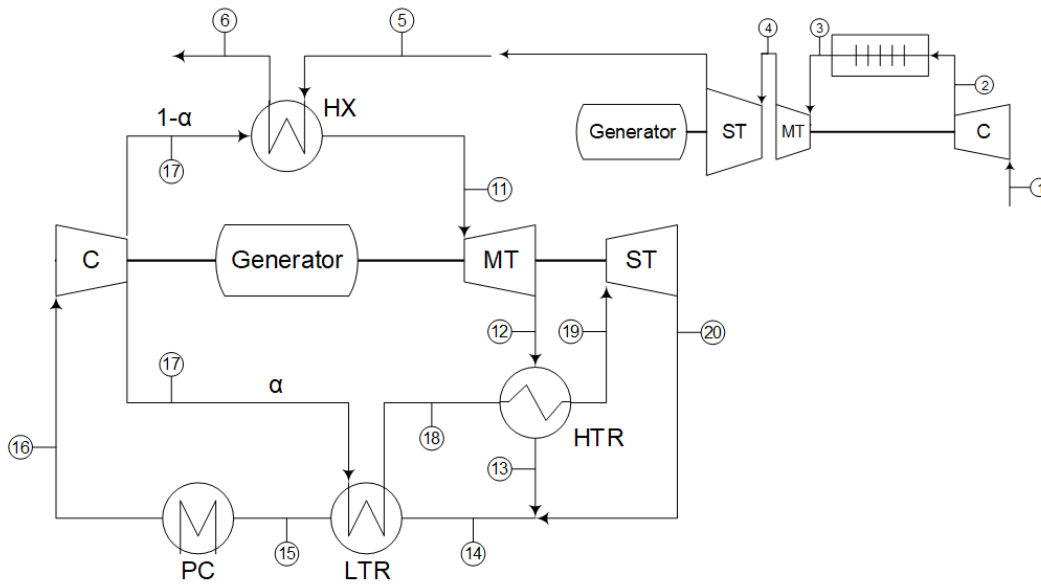 6
5
4
3
2
HX
1-α
Generator
ST
MT
C
17
11
1
C
Generator
MT
ST
12
19
20
17
α
16
18
HTR
13
15
14
PC
LTR